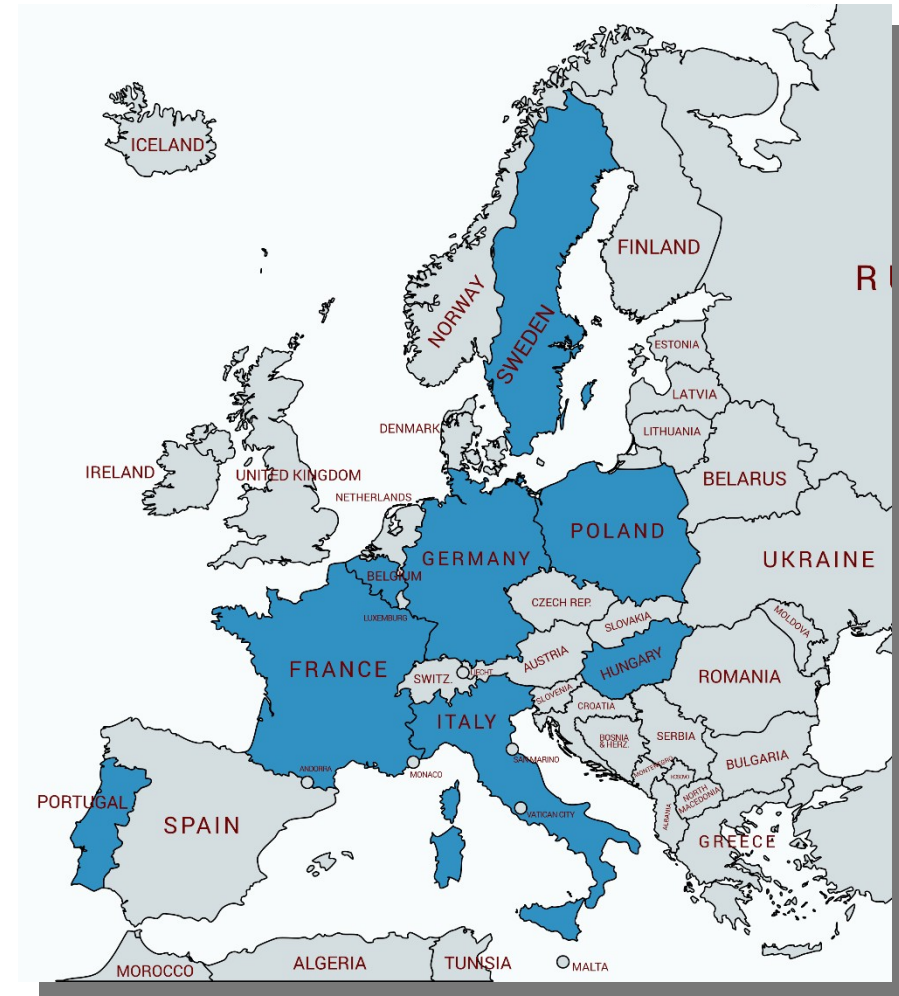 ICELAND
FINLAND
R U
NORWAY
SWEDEN
ESTONIA
LATVIA
DENMARK
LITHUANIA
IRELAND
UNITED KINGDOM
BELARUS
NETHERLANDS
POLAND
GERMANY
UKRAINE
BELGIUM
CZECH REP.
LUXEMBURG
SLOVAKIA
MOLDOVA
FRANCE
SWITZ.
LIECHT.
AUSTRIA
HUNGARY
ROMANIA
SLOVENIA
CROATIA
ITALY
BOSNIA
& HERZ.
SERBIA
SAN MARINO
BULGARIA
ANDORRA
MONACO
MONTENEGRO
NORTH
MACEDONIA
PORTUGAL
SPAIN
VATICAN CITY
ALBANIA
GREECE
MOROCCO
ALGERIA
TUNISIA
MALTA